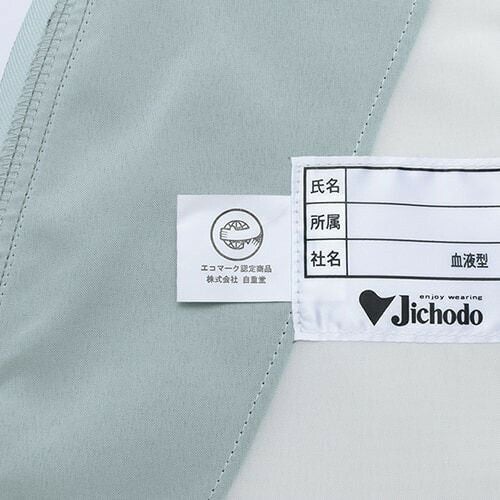 エコマーク認定商品
株式会社 自重堂
氏名
所属
社名 血液型
enjoy wearing
Jichodo